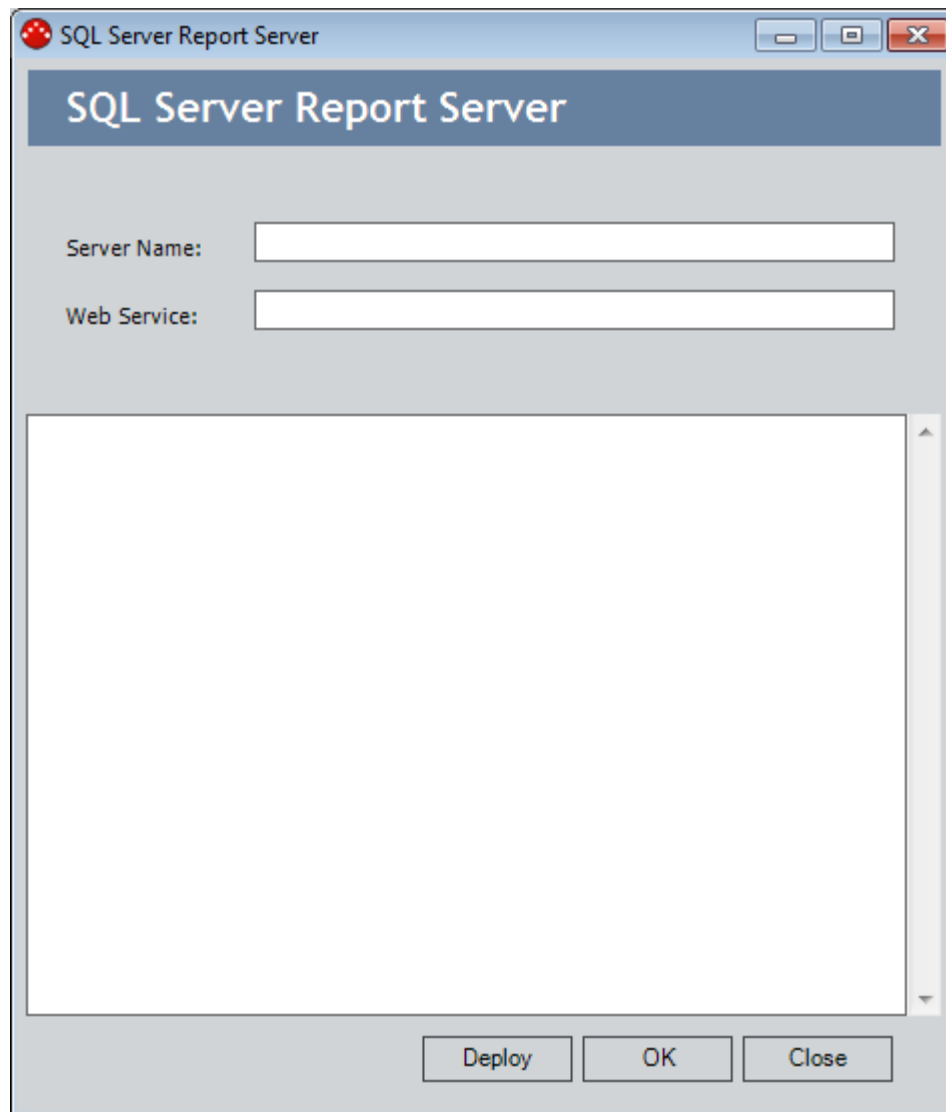 SQL Server Report Server
SQL Server Report Server
Server Name:
Web Service:
Deploy
OK
Close